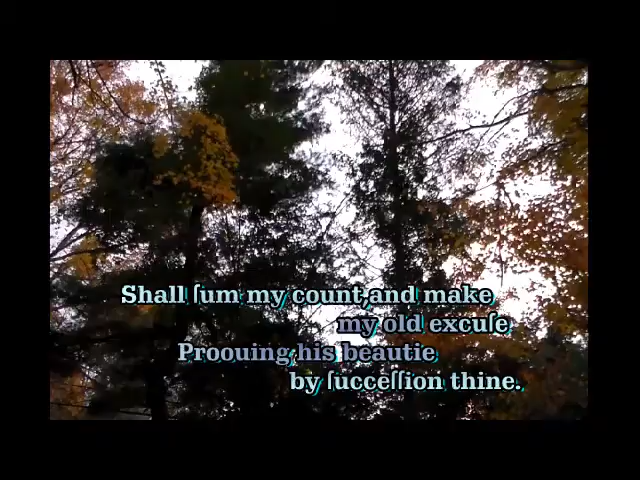 Shall ſum my count,and make
my old excuſe
Proouing his beautie
by ſucceſſion thine.